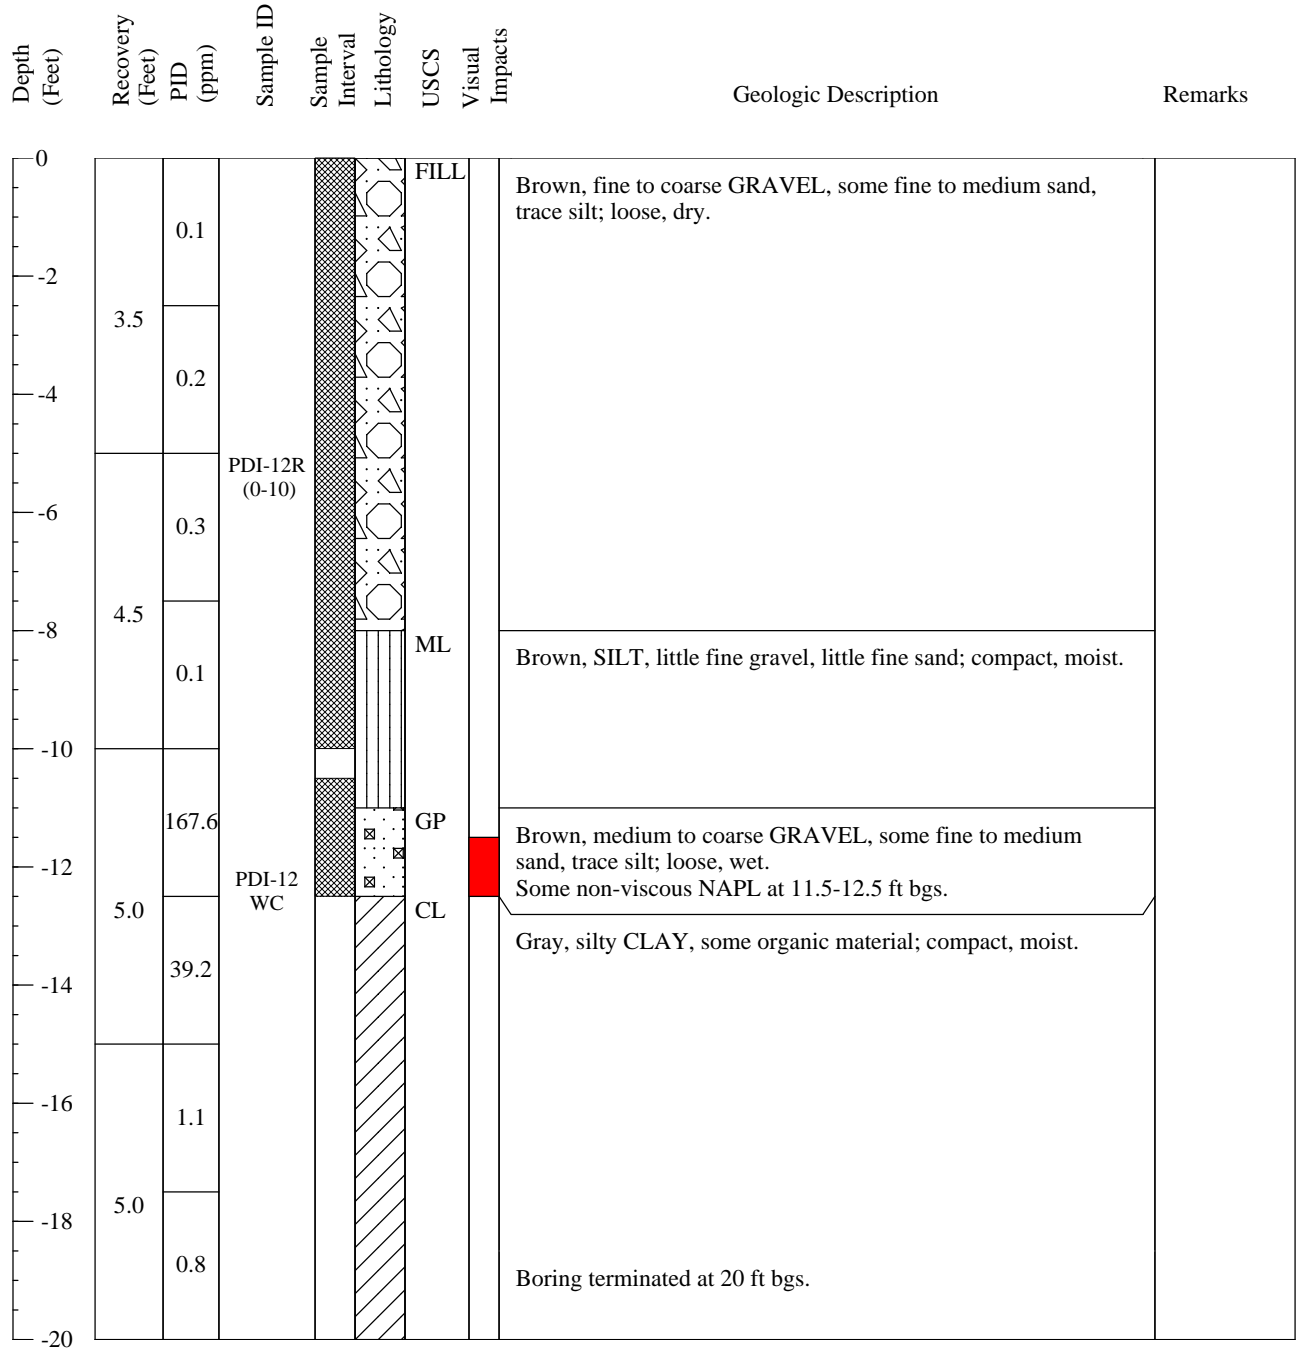 Depth
(Feet)
Recovery
(Feet)
PID
(ppm)
Sample ID
Sample
Interval
Lithology
USCS
Visual
Impacts
Geologic Description
Remarks
0
-2
-4
-6
-8
-10
-12
-14
-16
-18
-20
3.5
4.5
5.0
5.0
0.1
0.2
0.3
0.1
167.6
39.2
1.1
0.8
PDI-12R
(0-10)
PDI-12
WC
FILL
ML
GP
CL
Brown, fine to coarse GRAVEL, some fine to medium sand,
trace silt; loose, dry.
Brown, SILT, little fine gravel, little fine sand; compact, moist.
Brown, medium to coarse GRAVEL, some fine to medium
sand, trace silt; loose, wet.
Some non-viscous NAPL at 11.5-12.5 ft bgs.
Gray, silty CLAY, some organic material; compact, moist.
Boring terminated at 20 ft bgs.